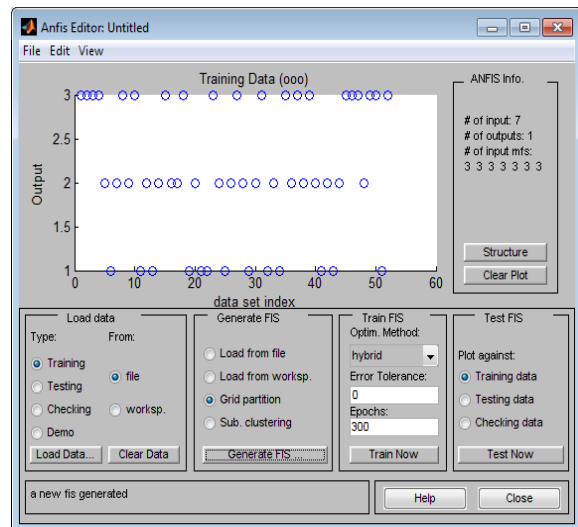 Anfis Editor: Untitled
File Edit View
Training Data (ooo)
3
2.5
2
1.5
1
Output
0 10 20 30 40 50 60
data set index
ANFIS Info.
# of input: 7
# of outputs: 1
# of input mfs:
3 3 3 3 3 3 3
Structure
Clear Plot
Load data
Type: From:
Training
file
Testing
Checking
worksp.
Demo
Load Data... Clear Data
Generate FIS
Load from file
Load from worksp.
Grid partition
Sub. clustering
Generate FIS ...
Train FIS
Optim. Method:
hybrid
Error Tolerance:
0
Epochs:
300
Train Now
Test FIS
Plot against:
Training data
Testing data
Checking data
Test Now
a new fis generated
Help Close